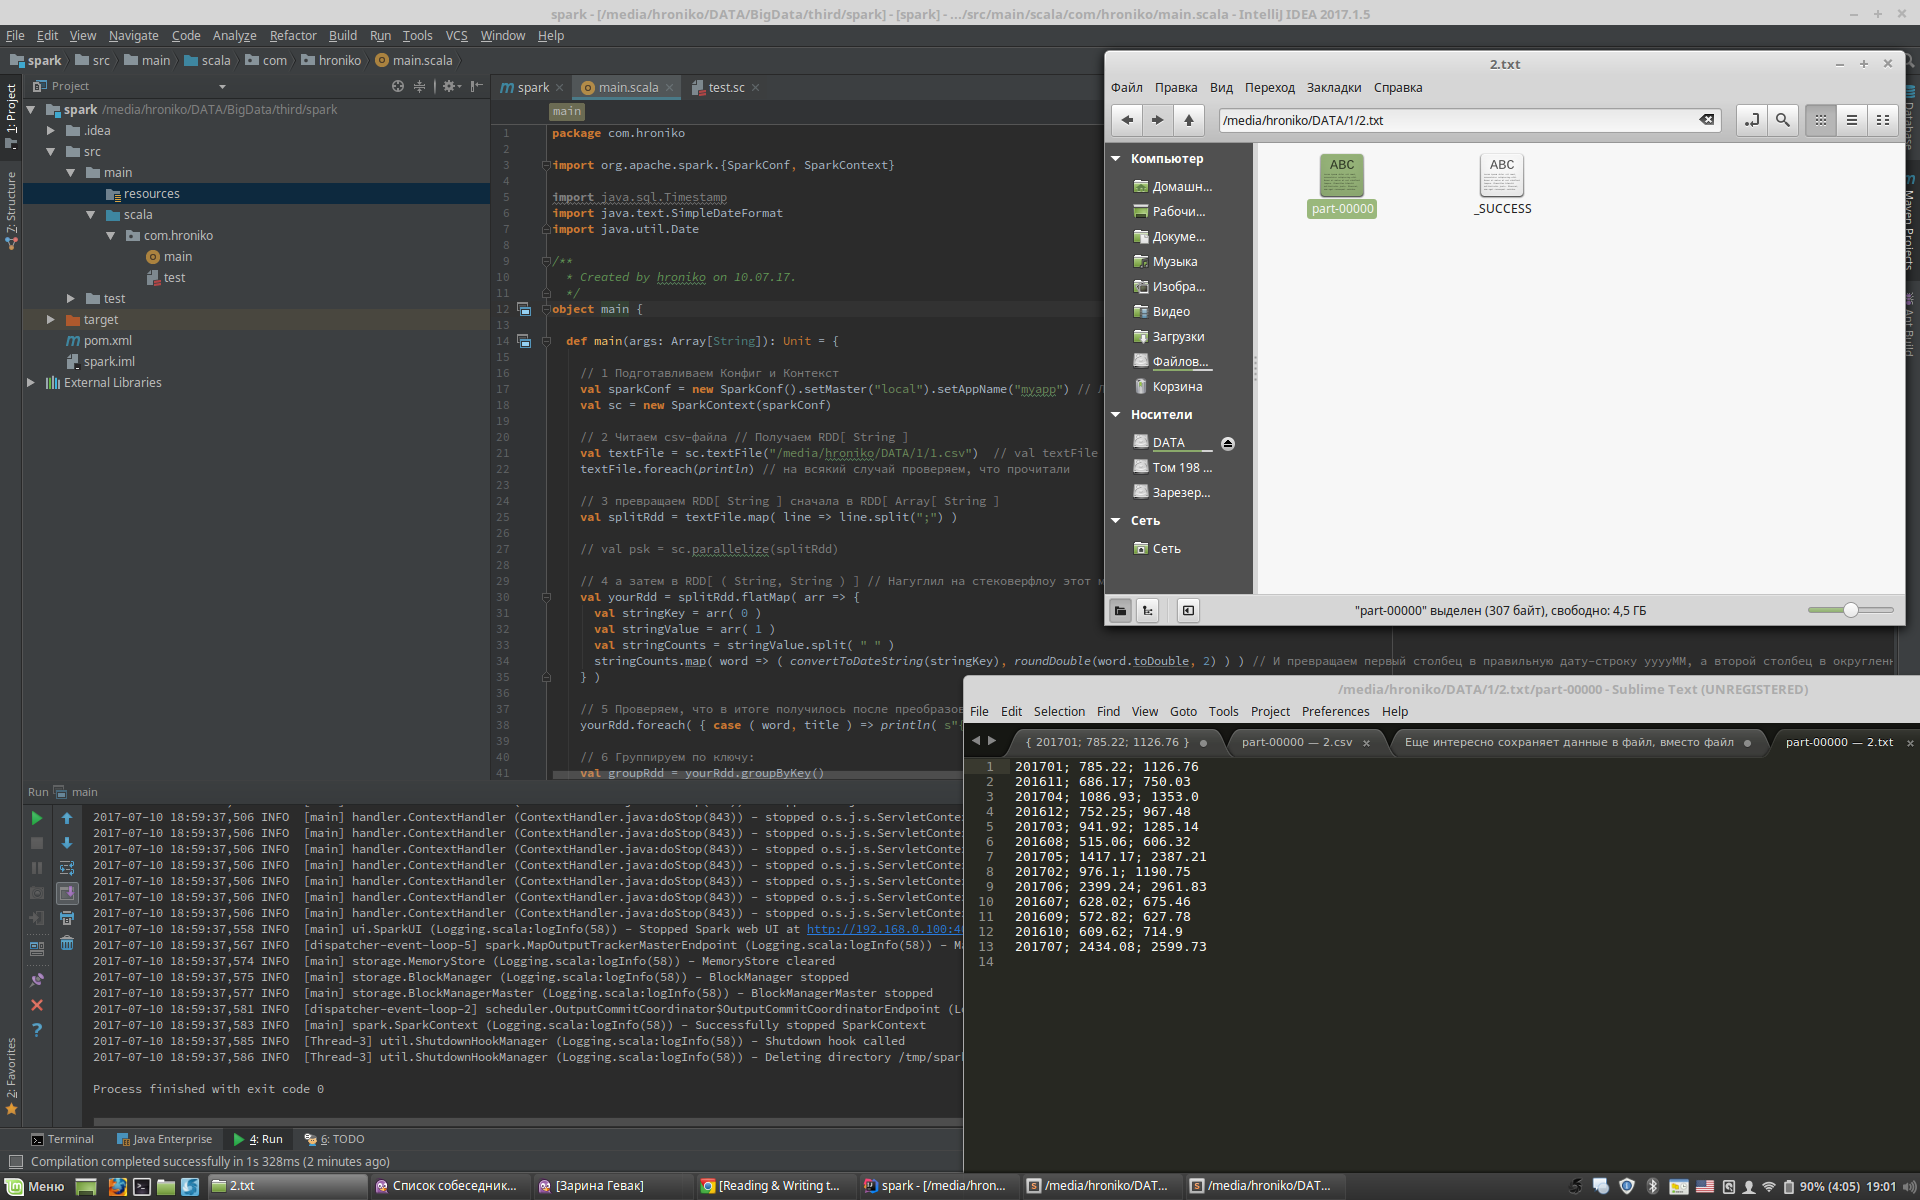 spark - [/media/hroniko/DATA/BigData/third/spark] - [spark] - .../src/main/scala/com/hroniko/main.scala - IntelliJ IDEA 2017.1.5
File Edit View Navigate Code Analyze Refactor Build Run Tools VCS Window Help
spark src main scala com hroniko main.scala
Project
1: Project
Z: Structure
2: Favorites
spark /media/hroniko/DATA/BigData/third/spark
.idea
src
main
resources
scala
com.hroniko
main
test
test
target
pom.xml
spark.iml
External Libraries
spark main.scala test.sc
main
1 package com.hroniko
2
3 import org.apache.spark.{SparkConf, SparkContext}
4
5 import java.sql.Timestamp
6 import java.text.SimpleDateFormat
7 import java.util.Date
8
9 /**
10 * Created by hroniko on 10.07.17.
11 */
12 object main {
13
14 def main(args: Array[String]): Unit = {
15
16 // 1 Подготавливаем Конфиг и Контекст
17 val sparkConf = new SparkConf().setMaster("local").setAppName("myapp") //
18 val sc = new SparkContext(sparkConf)
19
20 // 2 Читаем csv-файла // Получаем RDD[ String ]
21 val textFile = sc.textFile("/media/hroniko/DATA/1/1.csv") // val textFile
22 textFile.foreach(println) // на всякий случай проверяем, что прочитали
23
24 // 3 превращаем RDD[ String ] сначала в RDD[ Array[ String ]
25 val splitRdd = textFile.map( line => line.split(";") )
26
27 // val psk = sc.parallelize(splitRdd)
28
29 // 4 а затем в RDD[ ( String, String ) ] // Нагуглил на стековерфлоу этот
30 val yourRdd = splitRdd.flatMap( arr => {
31 val stringKey = arr( 0 )
32 val stringValue = arr( 1 )
33 val stringCounts = stringValue.split( " " )
34 stringCounts.map( word => ( convertToDateString(stringKey), roundDouble(word.toDouble, 2) ) ) // И превращаем первый столбец в правильную дату-строку yyyyMM, а второй столбец в округлен
35 } )
36
37 // 5 Проверяем, что в итоге получилось после преобразов
38 yourRdd.foreach( { case ( word, title ) => println( s"{
39
40 // 6 Группируем по ключу:
41 val groupRdd = yourRdd.groupByKey()
Database
Maven Projects
Ant Build
2.txt
Файл Правка Вид Переход Закладки Справка
/media/hroniko/DATA/1/2.txt
Компьютер
Домашн...
Рабочи...
Докуме...
Музыка
Изобра...
Видео
Загрузки
Файлов...
Корзина
Носители
DATA
Том 198 ...
Зарезер...
Сеть
Сеть
ABC
part-00000
ABC
_SUCCESS
"part-00000" выделен (307 байт), свободно: 4,5 ГБ
/media/hroniko/DATA/1/2.txt/part-00000 - Sublime Text (UNREGISTERED)
File Edit Selection Find View Goto Tools Project Preferences Help
{ 201701; 785.22; 1126.76 } part-00000 — 2.csv Еще интересно сохраняет данные в файл, вместо файл part-00000 — 2.txt
1 201701; 785.22; 1126.76
2 201611; 686.17; 750.03
3 201704; 1086.93; 1353.0
4 201612; 752.25; 967.48
5 201703; 941.92; 1285.14
6 201608; 515.06; 606.32
7 201705; 1417.17; 2387.21
8 201702; 976.1; 1190.75
9 201706; 2399.24; 2961.83
10 201607; 628.02; 675.46
11 201609; 572.82; 627.78
12 201610; 609.62; 714.9
13 201707; 2434.08; 2599.73
14
Run main
2017-07-10 18:59:37,506 INFO [main] handler.ContextHandler (ContextHandler.java:doStop(843)) - stopped o.s.j.s.ServletConte
2017-07-10 18:59:37,506 INFO [main] handler.ContextHandler (ContextHandler.java:doStop(843)) - stopped o.s.j.s.ServletConte
2017-07-10 18:59:37,506 INFO [main] handler.ContextHandler (ContextHandler.java:doStop(843)) - stopped o.s.j.s.ServletConte
2017-07-10 18:59:37,506 INFO [main] handler.ContextHandler (ContextHandler.java:doStop(843)) - stopped o.s.j.s.ServletConte
2017-07-10 18:59:37,506 INFO [main] handler.ContextHandler (ContextHandler.java:doStop(843)) - stopped o.s.j.s.ServletConte
2017-07-10 18:59:37,506 INFO [main] handler.ContextHandler (ContextHandler.java:doStop(843)) - stopped o.s.j.s.ServletConte
2017-07-10 18:59:37,506 INFO [main] handler.ContextHandler (ContextHandler.java:doStop(843)) - stopped o.s.j.s.ServletConte
2017-07-10 18:59:37,558 INFO [main] ui.SparkUI (Logging.scala:logInfo(58)) - Stopped Spark web UI at http://192.168.0.100:4
2017-07-10 18:59:37,567 INFO [dispatcher-event-loop-5] spark.MapOutputTrackerMasterEndpoint (Logging.scala:logInfo(58)) - M
2017-07-10 18:59:37,574 INFO [main] storage.MemoryStore (Logging.scala:logInfo(58)) - MemoryStore cleared
2017-07-10 18:59:37,575 INFO [main] storage.BlockManager (Logging.scala:logInfo(58)) - BlockManager stopped
2017-07-10 18:59:37,577 INFO [main] storage.BlockManagerMaster (Logging.scala:logInfo(58)) - BlockManagerMaster stopped
2017-07-10 18:59:37,581 INFO [dispatcher-event-loop-2] scheduler.OutputCommitCoordinator$OutputCommitCoordinatorEndpoint (L
2017-07-10 18:59:37,583 INFO [main] spark.SparkContext (Logging.scala:logInfo(58)) - Successfully stopped SparkContext
2017-07-10 18:59:37,585 INFO [Thread-3] util.ShutdownHookManager (Logging.scala:logInfo(58)) - Shutdown hook called
2017-07-10 18:59:37,586 INFO [Thread-3] util.ShutdownHookManager (Logging.scala:logInfo(58)) - Deleting directory /tmp/spar
Process finished with exit code 0
Terminal Java Enterprise 4: Run 6: TODO
Compilation completed successfully in 1s 328ms (2 minutes ago)
Меню 2.txt Список собеседник... [Зарина Гевак] [Reading & Writing t... spark - [/media/hron... /media/hroniko/DAT... /media/hroniko/DAT... 90% (4:05) 19:01